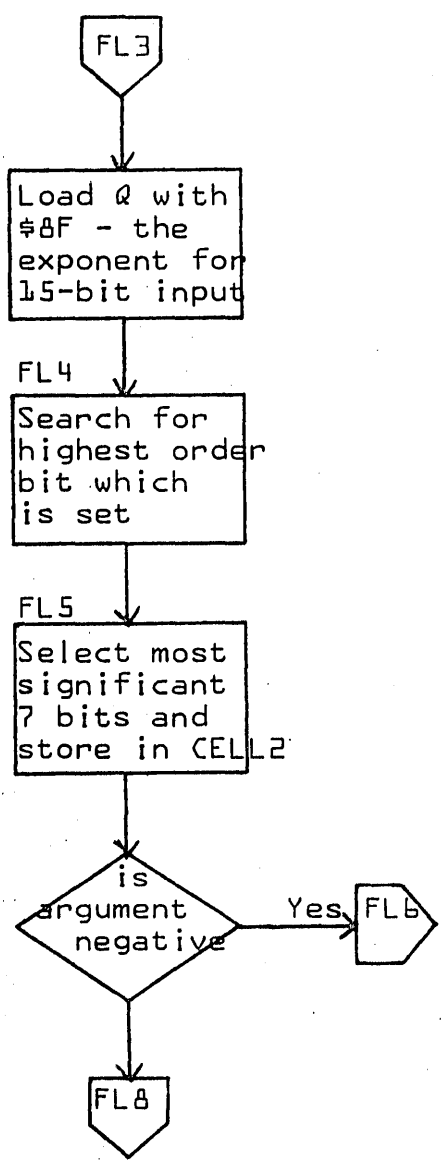 FL3
Load Q with
$8F - the
exponent for
15-bit input
FL4
Search for
highest order
bit which
is set
FL5
Select most
significant
7 bits and
store in CELL2
is
argument
negative
Yes
FL6
FL8